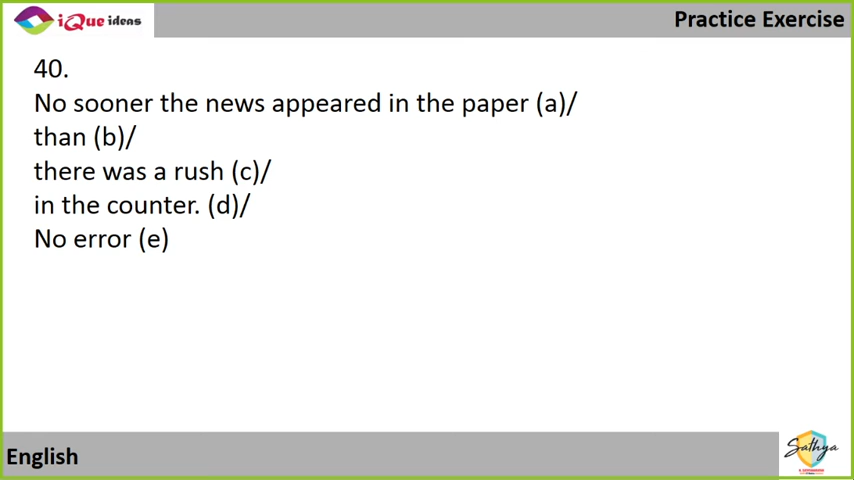 iQue ideas
Practice Exercise
40.
No sooner the news appeared in the paper (a)/
than (b)/
there was a rush (c)/
in the counter. (d)/
No error (e)
English
Sathya